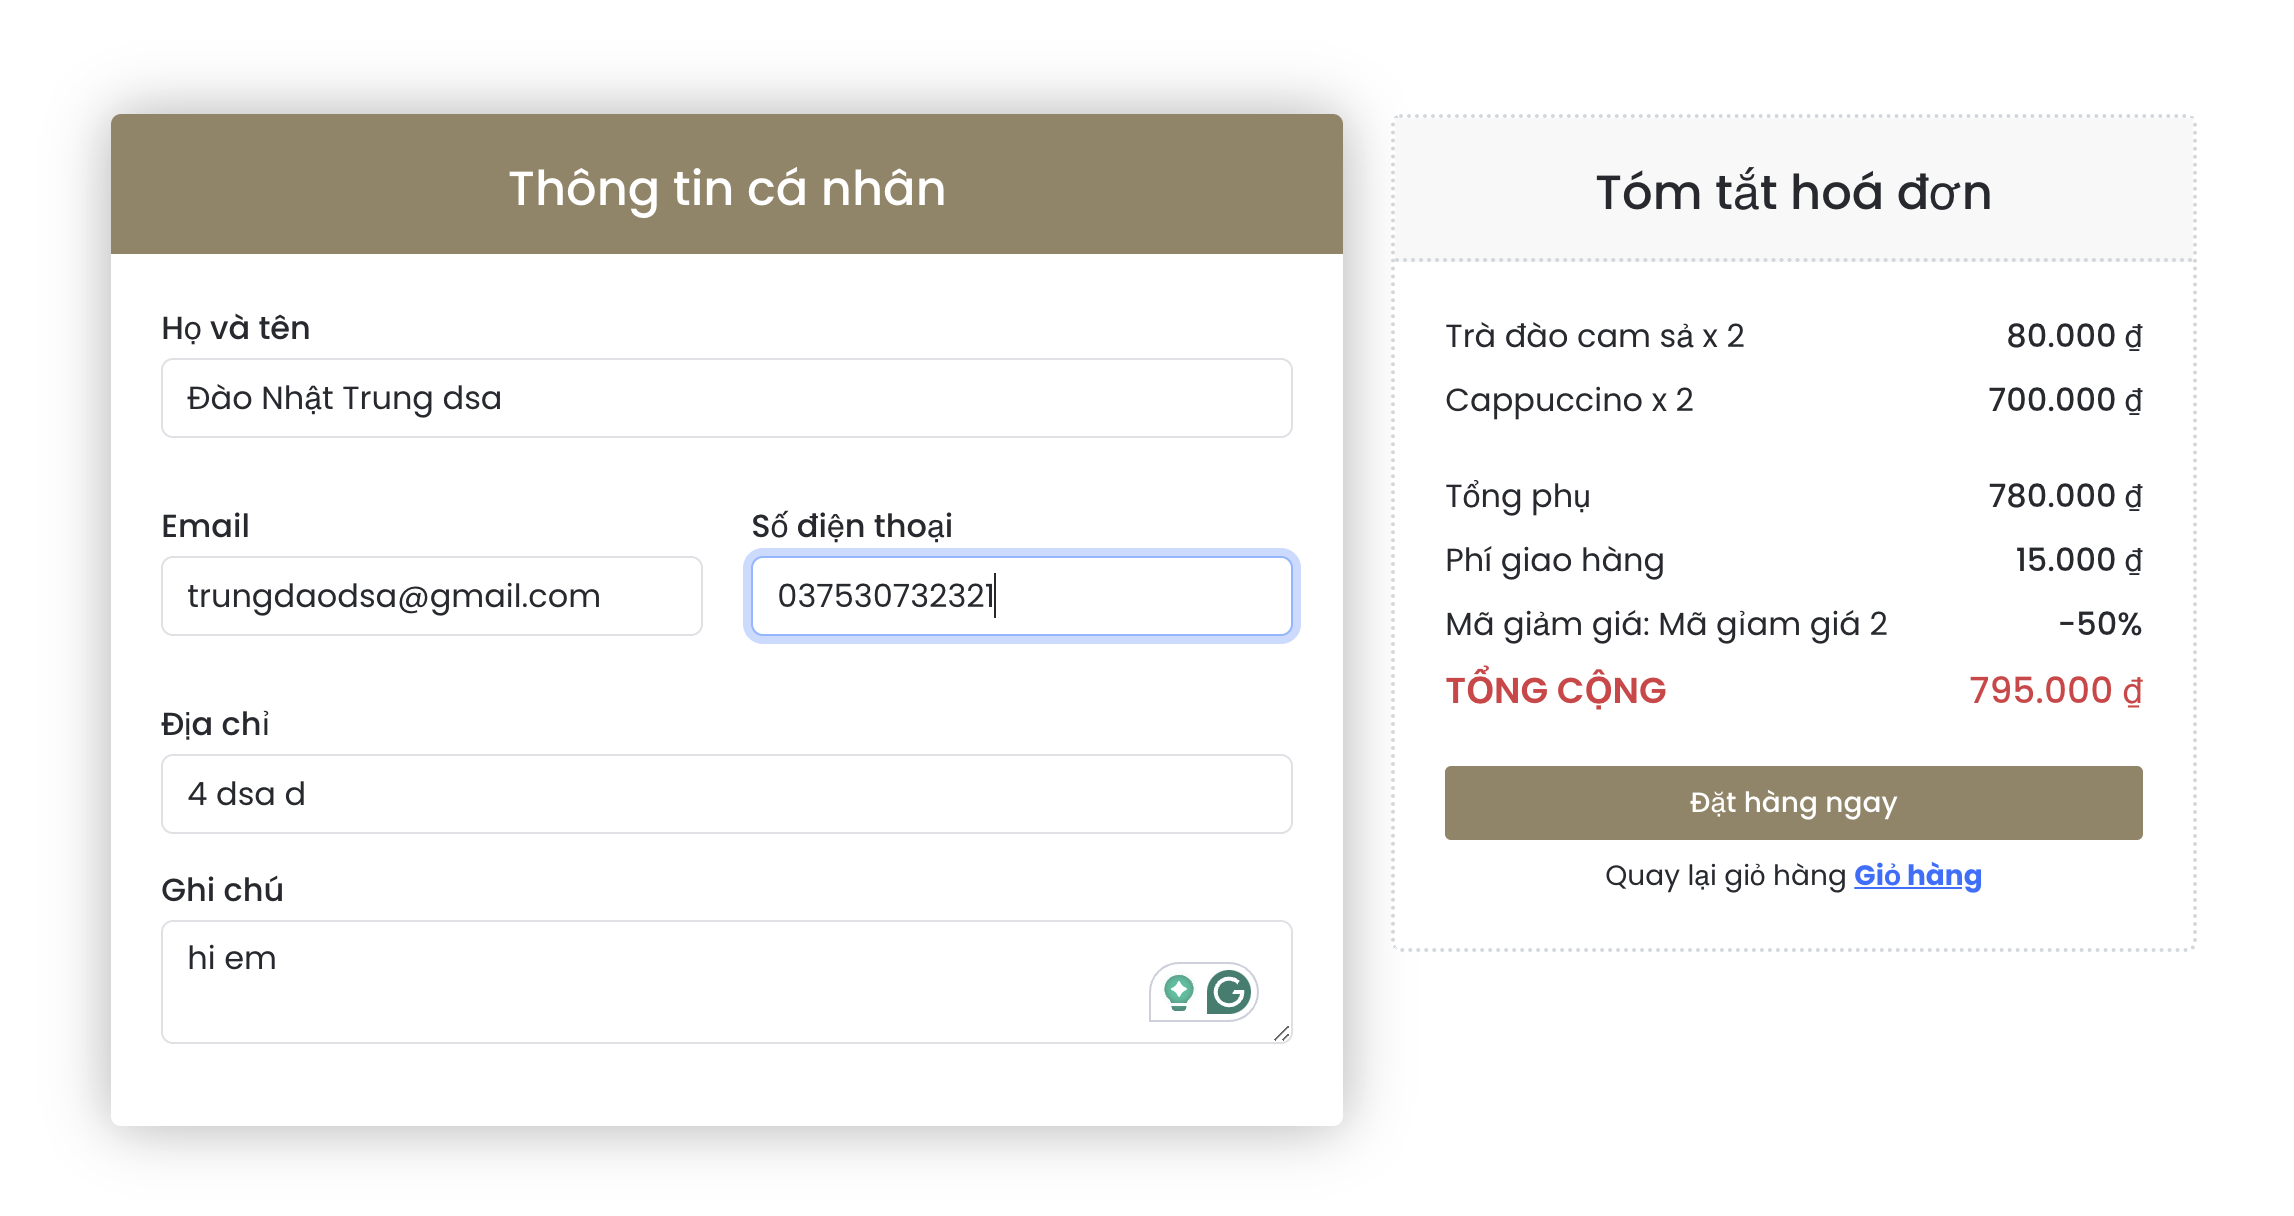 Thông tin cá nhân
Họ và tên
Đào Nhật Trung dsa
Email
Số điện thoại
trungdaodsa@gmail.com
037530732321
Địa chỉ
4 dsa d
Ghi chú
hi em
Tóm tắt hoá đơn
Trà đào cam sả x 2 80.000 ₫
Cappuccino x 2 700.000 ₫
Tổng phụ 780.000 ₫
Phí giao hàng 15.000 ₫
Mã giảm giá: Mã gỉam giá 2 -50%
TỔNG CỘNG 795.000 ₫
Đặt hàng ngay
Quay lại giỏ hàng Giỏ hàng